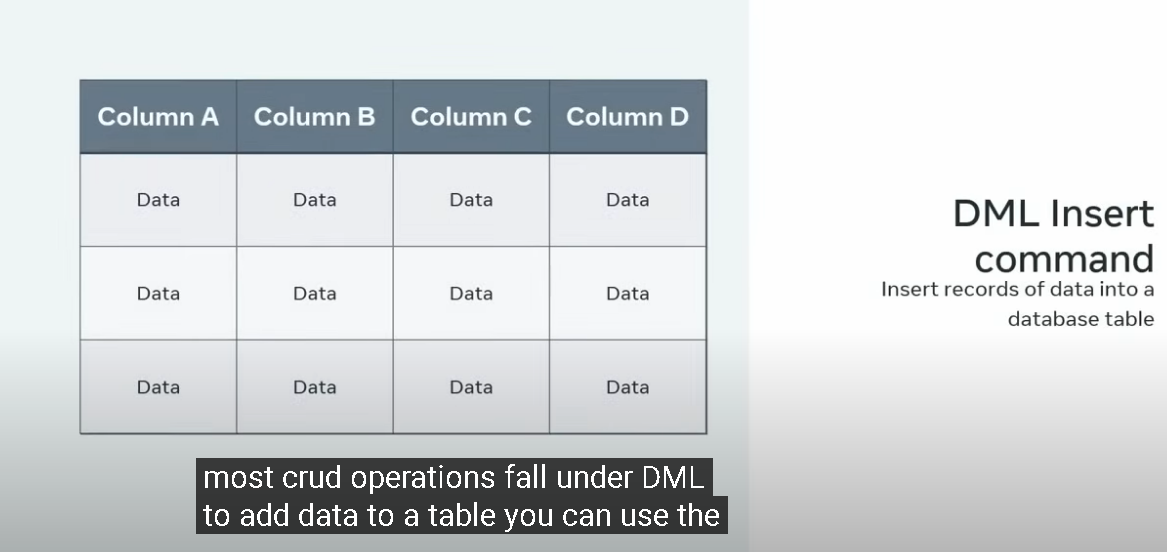 Column A Column B Column C Column D
Data Data Data Data
Data Data Data Data
Data Data Data Data
DML Insert
command
Insert records of data into a
database table
most crud operations fall under DML
to add data to a table you can use the